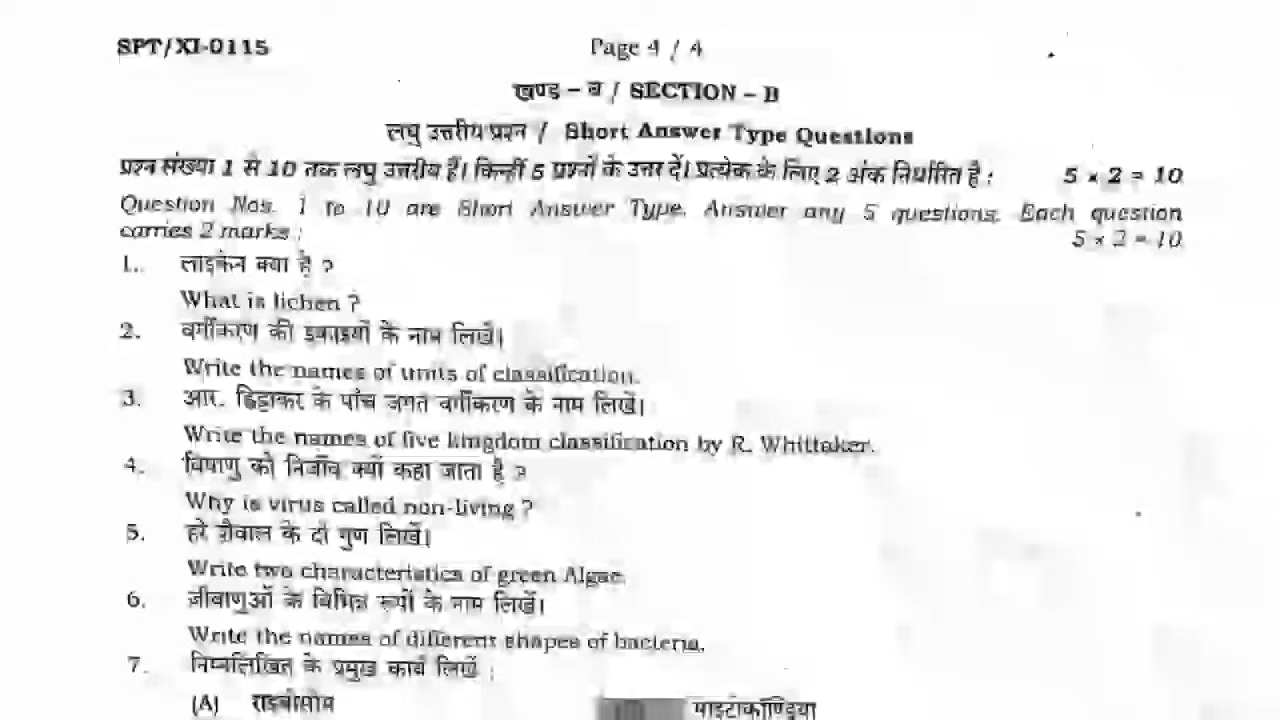 SPT/XI-0115
Page 4 / 4
खण्ड – ब / SECTION – B
लघु उत्तरीय प्रश्न / Short Answer Type Questions
प्रश्न संख्या 1 से 10 तक लघु उत्तरीय हैं। किन्हीं 5 प्रश्नों के उत्तर दें। प्रत्येक के लिए 2 अंक निर्धारित है : 5 × 2 = 10
Question Nos. 1 to 10 are Short Answer Type. Answer any 5 questions. Each question
carries 2 marks : 5 × 2 = 10
1. लाइकेन क्या है ?
What is lichen ?
2. वर्गीकरण की इकाइयों के नाम लिखें।
Write the names of units of classification.
3. आर. ह्विट्टाकर के पांच जगत वर्गीकरण के नाम लिखें।
Write the names of five kingdom classification by R. Whittaker.
4. विषाणु को निर्जीव क्यों कहा जाता है ?
Why is virus called non-living ?
5. हरे शैवाल के दो गुण लिखें।
Write two characteristics of green Algae.
6. जीवाणुओं के विभिन्न रूपों के नाम लिखें।
Write the names of different shapes of bacteria.
7. निम्नलिखित के प्रमुख कार्य लिखें :
(A) राइबोसोम माइटोकॉण्ड्रिया